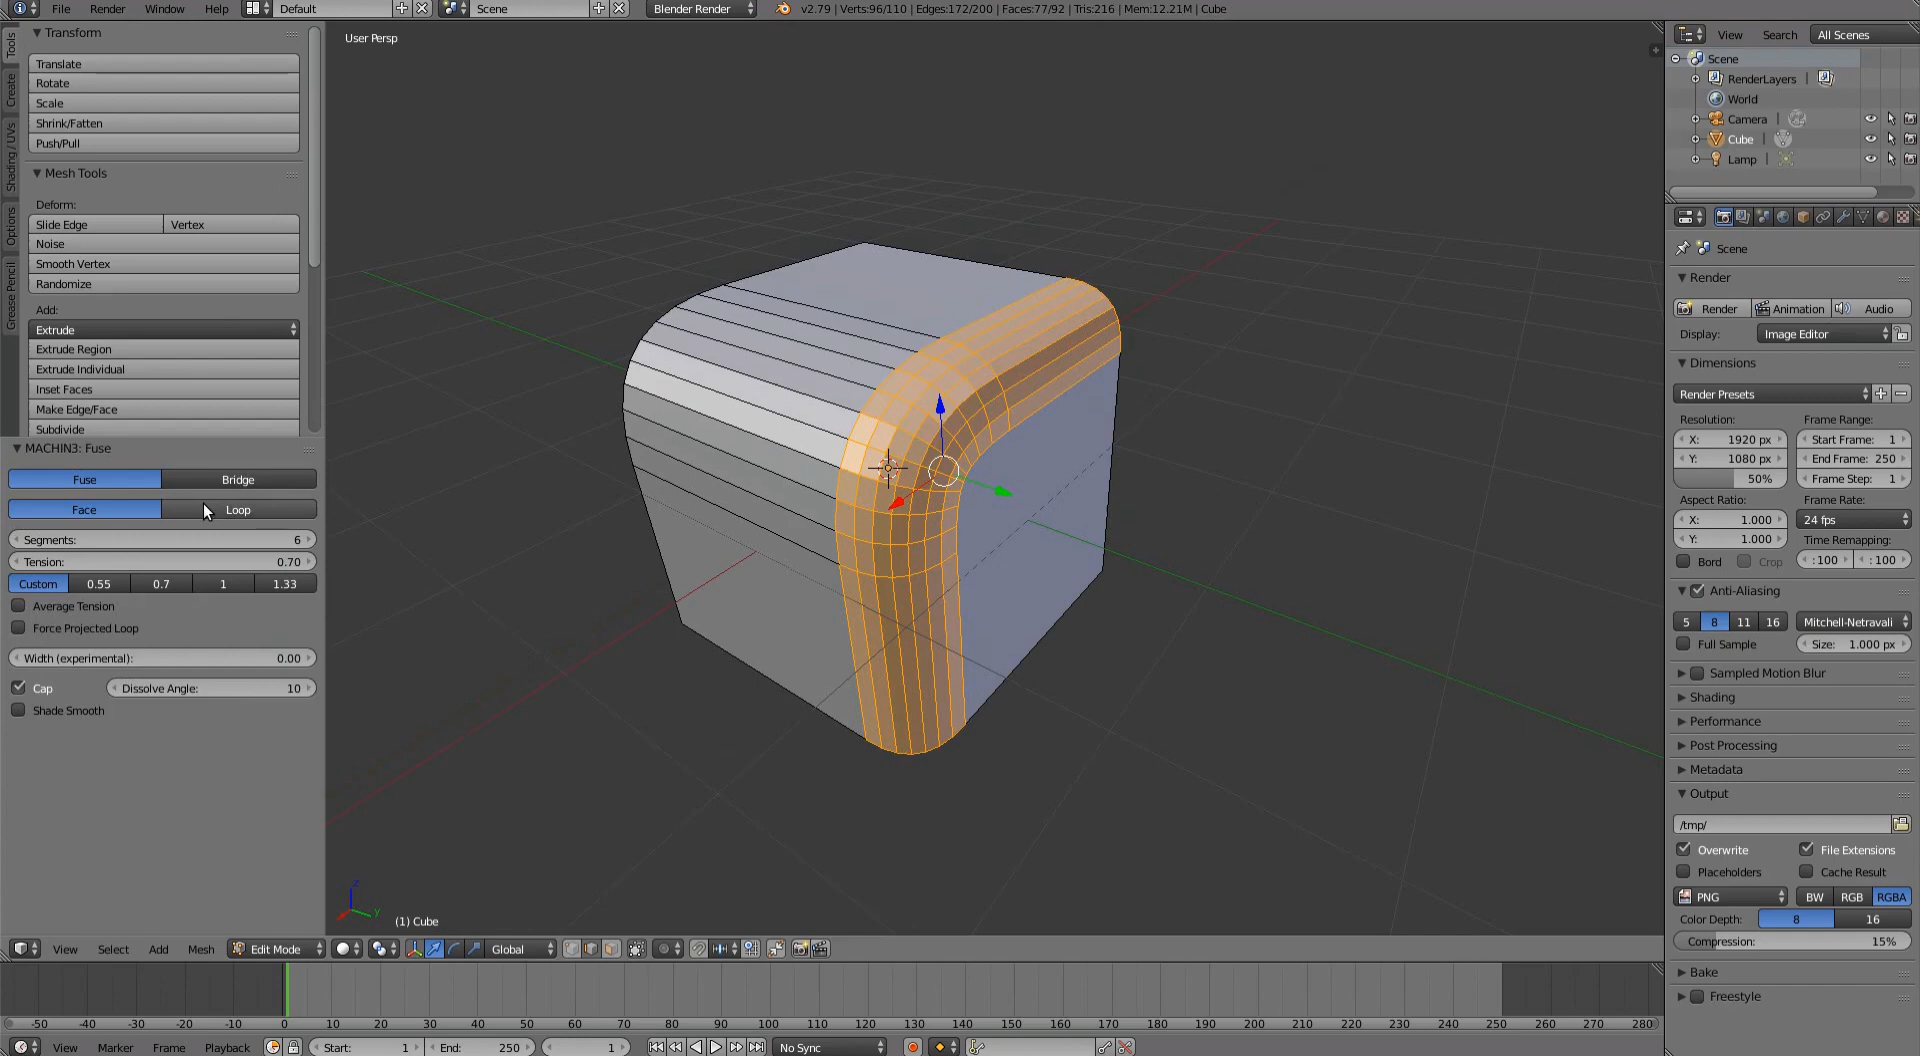 File Render Window Help Default Scene Blender Render v2.79 | Verts:96/110 | Edges:172/200 | Faces:77/92 | Tris:216 | Mem:12.21M | Cube
Tools
Create
Shading / UVs
Options
Grease Pencil
Transform
Translate
Rotate
Scale
Shrink/Fatten
Push/Pull
Mesh Tools
Deform:
Slide Edge Vertex
Noise
Smooth Vertex
Randomize
Add:
Extrude
Extrude Region
Extrude Individual
Inset Faces
Make Edge/Face
Subdivide
MACHIN3: Fuse
Fuse Bridge
Face Loop
Segments: 6
Tension: 0.70
Custom 0.55 0.7 1 1.33
Average Tension
Force Projected Loop
Width (experimental): 0.00
Cap Dissolve Angle: 10
Shade Smooth
User Persp
z
y
(1) Cube
View Search All Scenes
Scene
RenderLayers |
World
Camera |
Cube |
Lamp |
Scene
Render
Render Animation Audio
Display: Image Editor
Dimensions
Render Presets
Resolution: Frame Range:
X: 1920 px Start Frame: 1
Y: 1080 px End Frame: 250
50% Frame Step: 1
Aspect Ratio: Frame Rate:
X: 1.000 24 fps
Y: 1.000 Time Remapping:
Bord Crop :100 :100
Anti-Aliasing
5 8 11 16 Mitchell-Netravali
Full Sample Size: 1.000 px
Sampled Motion Blur
Shading
Performance
Post Processing
Metadata
Output
/tmp/
Overwrite File Extensions
Placeholders Cache Result
PNG BW RGB RGBA
Color Depth: 8 16
Compression: 15%
Bake
Freestyle
View Select Add Mesh Edit Mode Global
-50 -40 -30 -20 -10 0 10 20 30 40 50 60 70 80 90 100 110 120 130 140 150 160 170 180 190 200 210 220 230 240 250 260 270 280
View Marker Frame Playback Start: 1 End: 250 1 No Sync